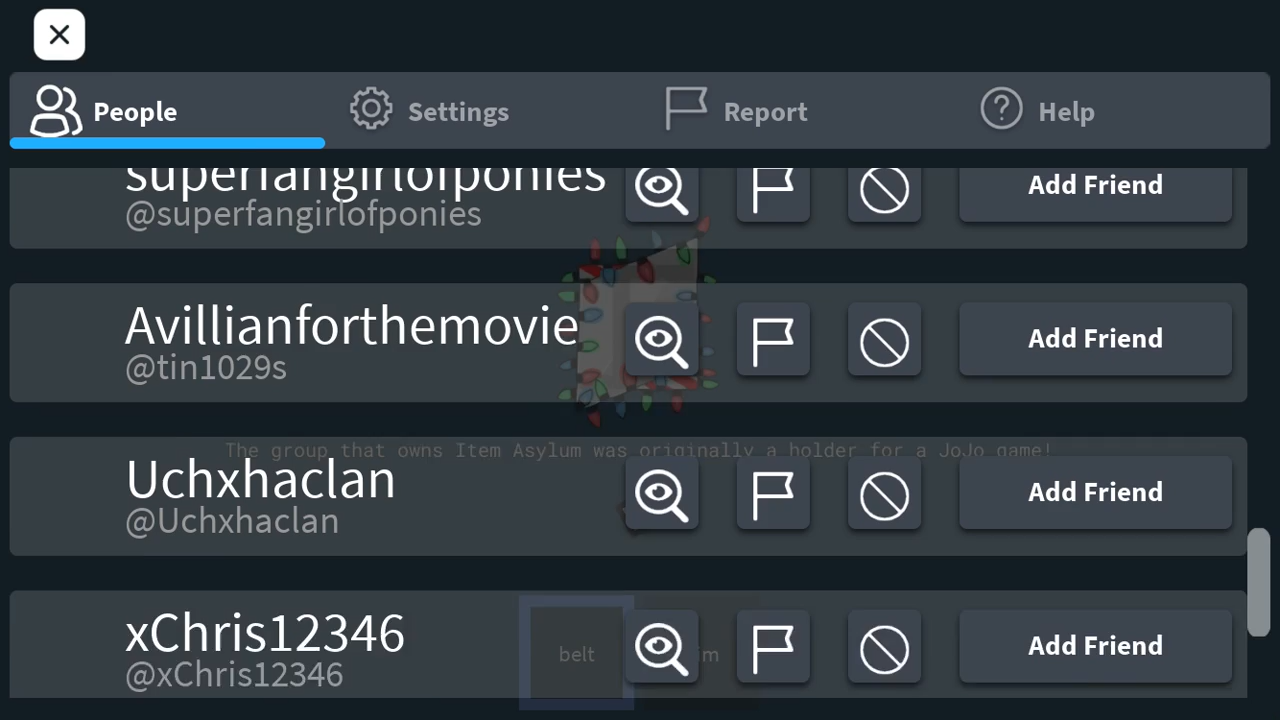 People
Settings
Report
Help
superfangirlofponies
@superfangirlofponies
Add Friend
Avillianforthemovie
@tin1029s
Add Friend
The group that owns Item Asylum was originally a holder for a JoJo game!
Uchxhaclan
@Uchxhaclan
Add Friend
xChris12346
@xChris12346
belt
Add Friend